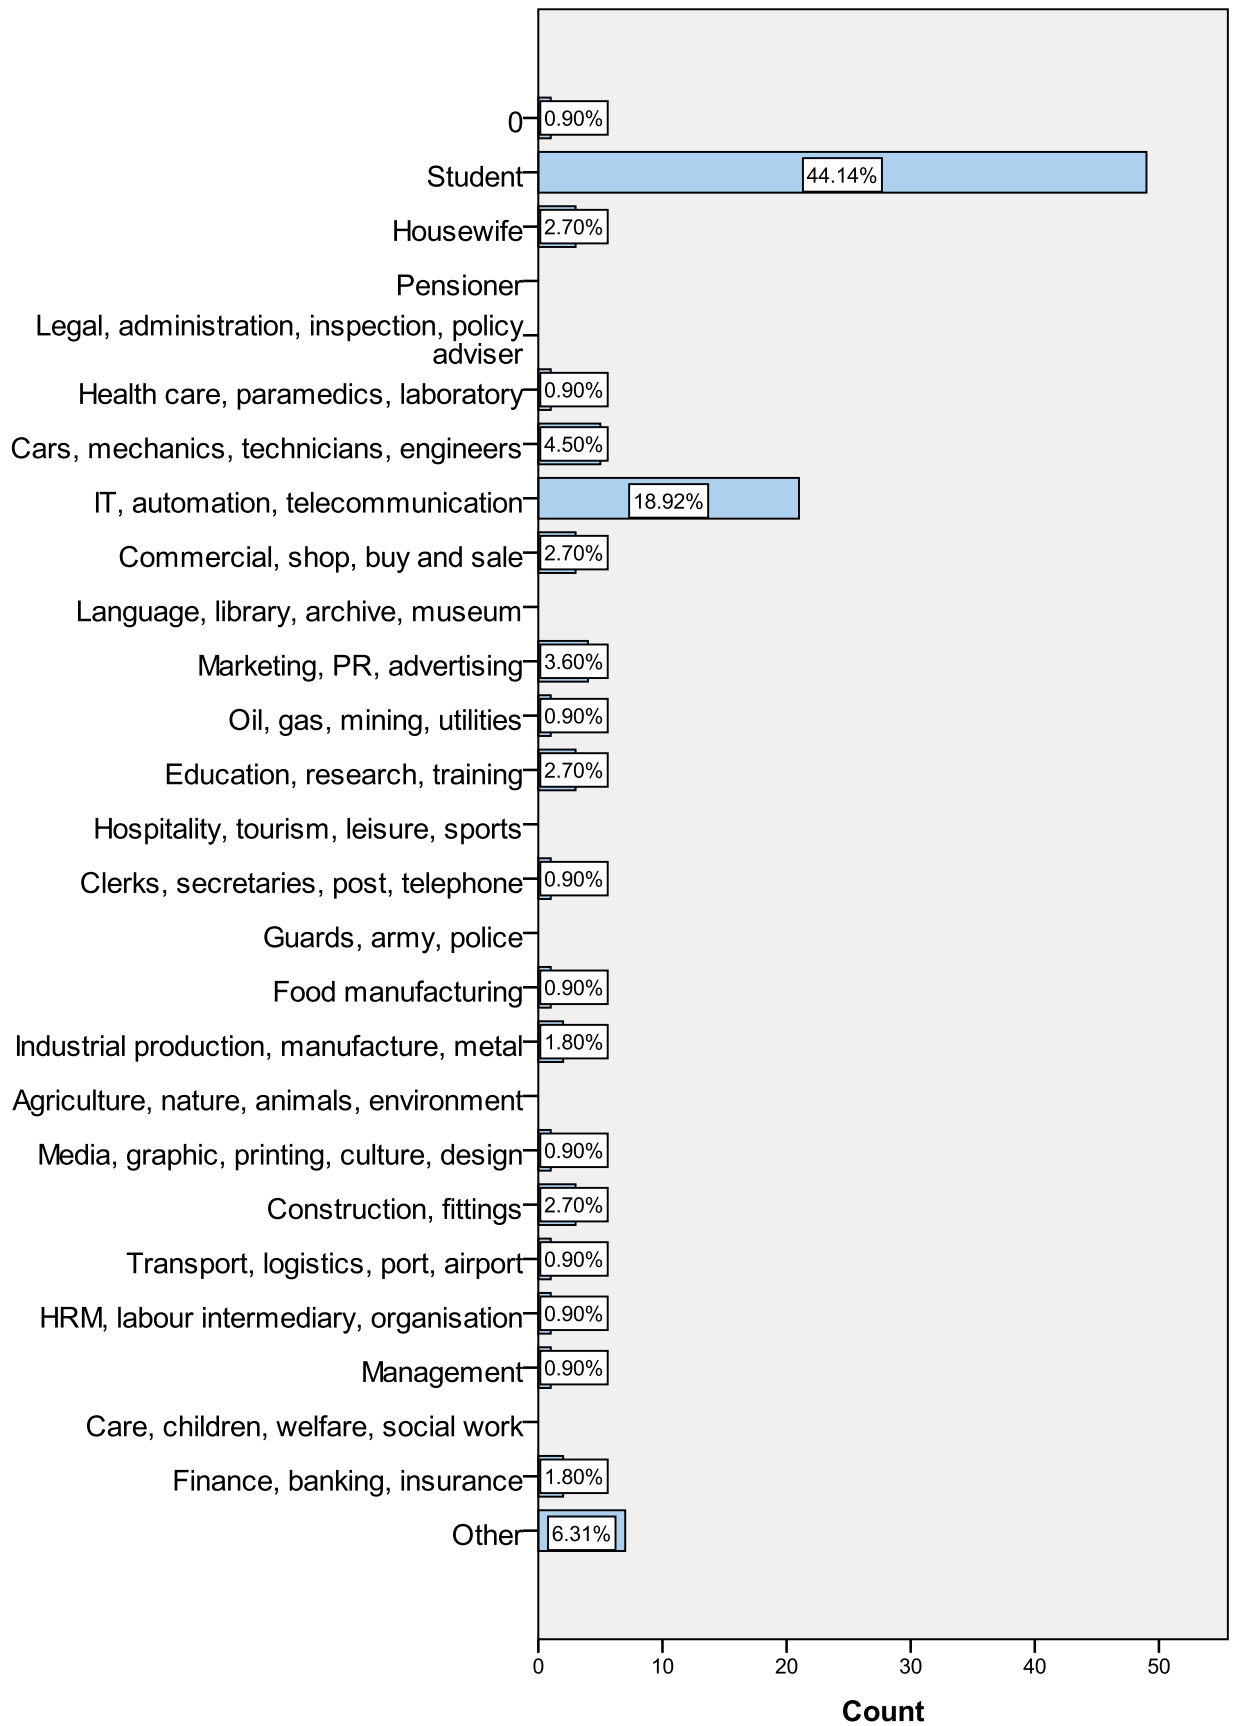 0 0.90%
Student 44.14%
Housewife 2.70%
Pensioner
Legal, administration, inspection, policy
adviser
Health care, paramedics, laboratory 0.90%
Cars, mechanics, technicians, engineers 4.50%
IT, automation, telecommunication 18.92%
Commercial, shop, buy and sale 2.70%
Language, library, archive, museum
Marketing, PR, advertising 3.60%
Oil, gas, mining, utilities 0.90%
Education, research, training 2.70%
Hospitality, tourism, leisure, sports
Clerks, secretaries, post, telephone 0.90%
Guards, army, police
Food manufacturing 0.90%
Industrial production, manufacture, metal 1.80%
Agriculture, nature, animals, environment
Media, graphic, printing, culture, design 0.90%
Construction, fittings 2.70%
Transport, logistics, port, airport 0.90%
HRM, labour intermediary, organisation 0.90%
Management 0.90%
Care, children, welfare, social work
Finance, banking, insurance 1.80%
Other 6.31%
0 10 20 30 40 50
Count